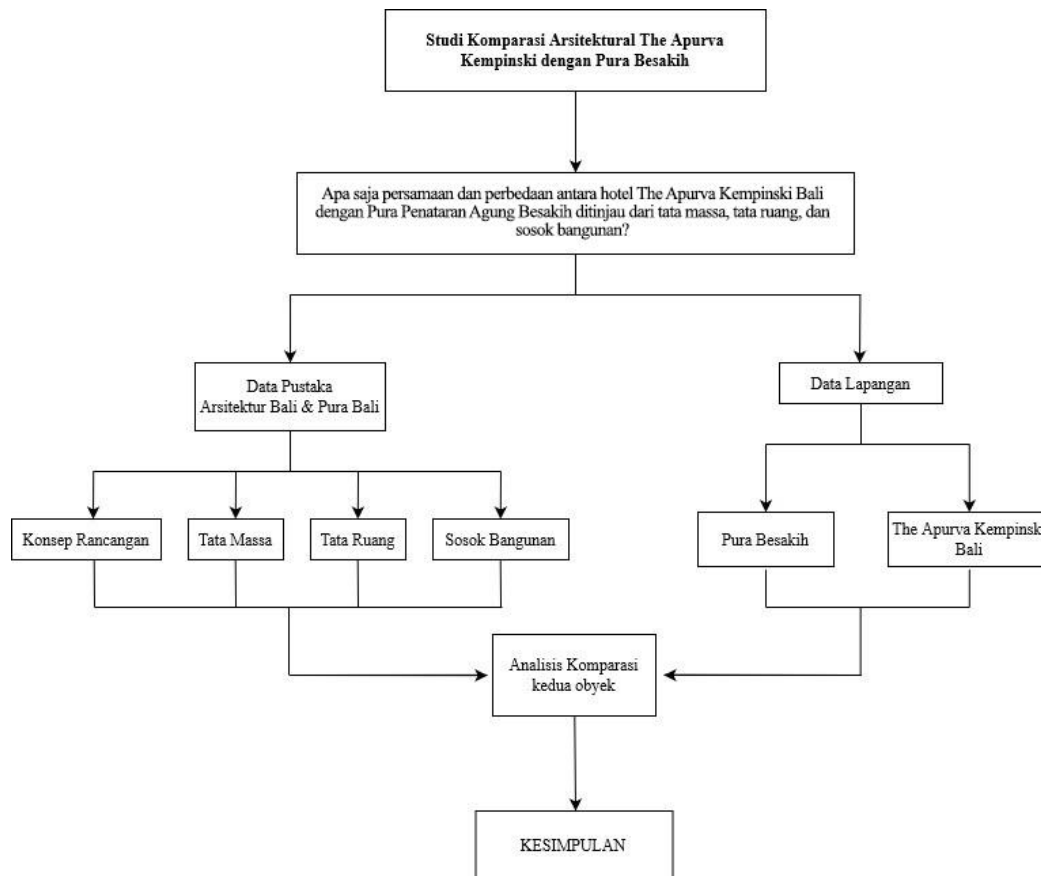 Studi Komparasi Arsitektural The Apurva
Kempinski dengan Pura Besakih
Apa saja persamaan dan perbedaan antara hotel The Apurva Kempinski Bali
dengan Pura Penataran Agung Besakih ditinjau dari tata massa, tata ruang, dan
sosok bangunan?
Data Pustaka
Arsitektur Bali & Pura Bali
Data Lapangan
Konsep Rancangan
Tata Massa
Tata Ruang
Sosok Bangunan
Pura Besakih
The Apurva Kempinski
Bali
Analisis Komparasi
kedua obyek
KESIMPULAN